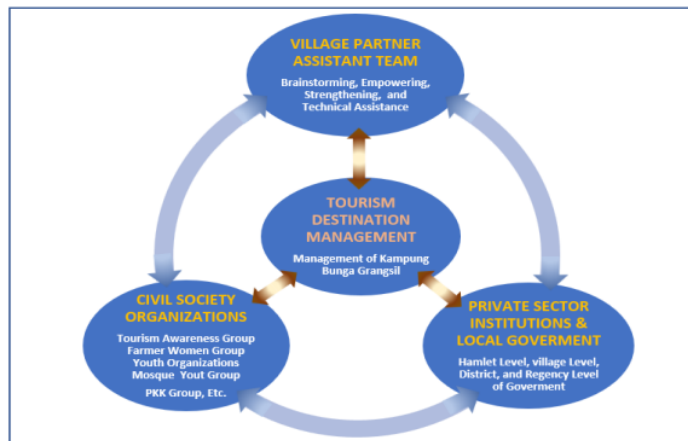 VILLAGE PARTNER
ASSISTANT TEAM
Brainstorming, Empowering,
Strengthening, and
Technical Assistance
TOURISM
DESTINATION
MANAGEMENT
Management of Kampung
Bunga Grangsil
CIVIL SOCIETY
ORGANIZATIONS
Tourism Awareness Group
Farmer Women Group
Youth Organizations
Mosque Yout Group
PKK Group, Etc.
PRIVATE SECTOR
INSTITUTIONS &
LOCAL GOVERMENT
Hamlet Level, village Level,
District, and Regency Level
of Goverment